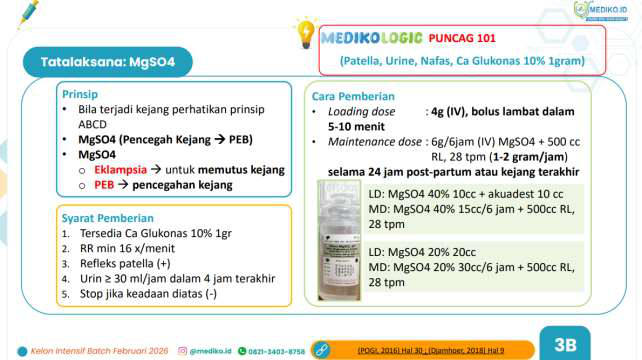 MEDIKO.ID
MEDIKOLOGIC PUNCAG 101
(Patella, Urine, Nafas, Ca Glukonas 10% 1gram)
Tatalaksana: MgSO4
Prinsip
• Bila terjadi kejang perhatikan prinsip
ABCD
• MgSO4 (Pencegah Kejang → PEB)
• MgSO4
o Eklampsia → untuk memutus kejang
o PEB → pencegahan kejang
Syarat Pemberian
1. Tersedia Ca Glukonas 10% 1gr
2. RR min 16 x/menit
3. Refleks patella (+)
4. Urin ≥ 30 ml/jam dalam 4 jam terakhir
5. Stop jika keadaan diatas (-)
Cara Pemberian
• Loading dose : 4g (IV), bolus lambat dalam
5-10 menit
• Maintenance dose : 6g/6jam (IV) MgSO4 + 500 cc
RL, 28 tpm (1-2 gram/jam)
selama 24 jam post-partum atau kejang terakhir
LD: MgSO4 40% 10cc + akuadest 10 cc
MD: MgSO4 40% 15cc/6 jam + 500cc RL,
28 tpm
LD: MgSO4 20% 20cc
MD: MgSO4 20% 30cc/6 jam + 500cc RL,
28 tpm
Kelon Intensif Batch Februari 2026 @mediko.id 0821-3403-8758 (POGI, 2016) Hal 30 ; (Djamhoer, 2018) Hal 9
3B